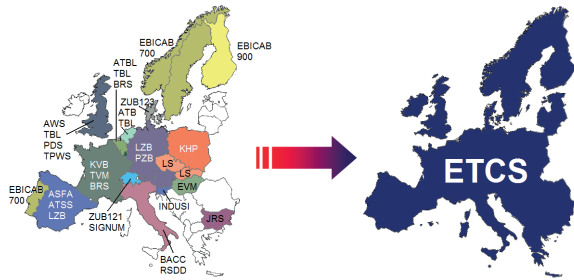 EBICAB
700
EBICAB
900
ATBL
TBL
BRS
ZUB123
ATB
TBL
AWS
TBL
PDS
TPWS
LZB
PZB
KHP
KVB
TVM
BRS
LS
LS
EVM
EBICAB
700
ASFA
ATSS
LZB
ZUB121
SIGNUM
INDUSI
JRS
BACC
RSDD
ETCS